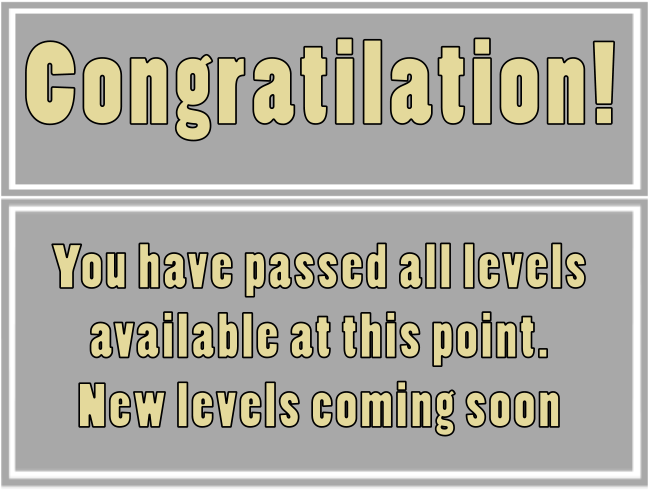 Congratilation!
You have passed all levels
available at this point.
New levels coming soon